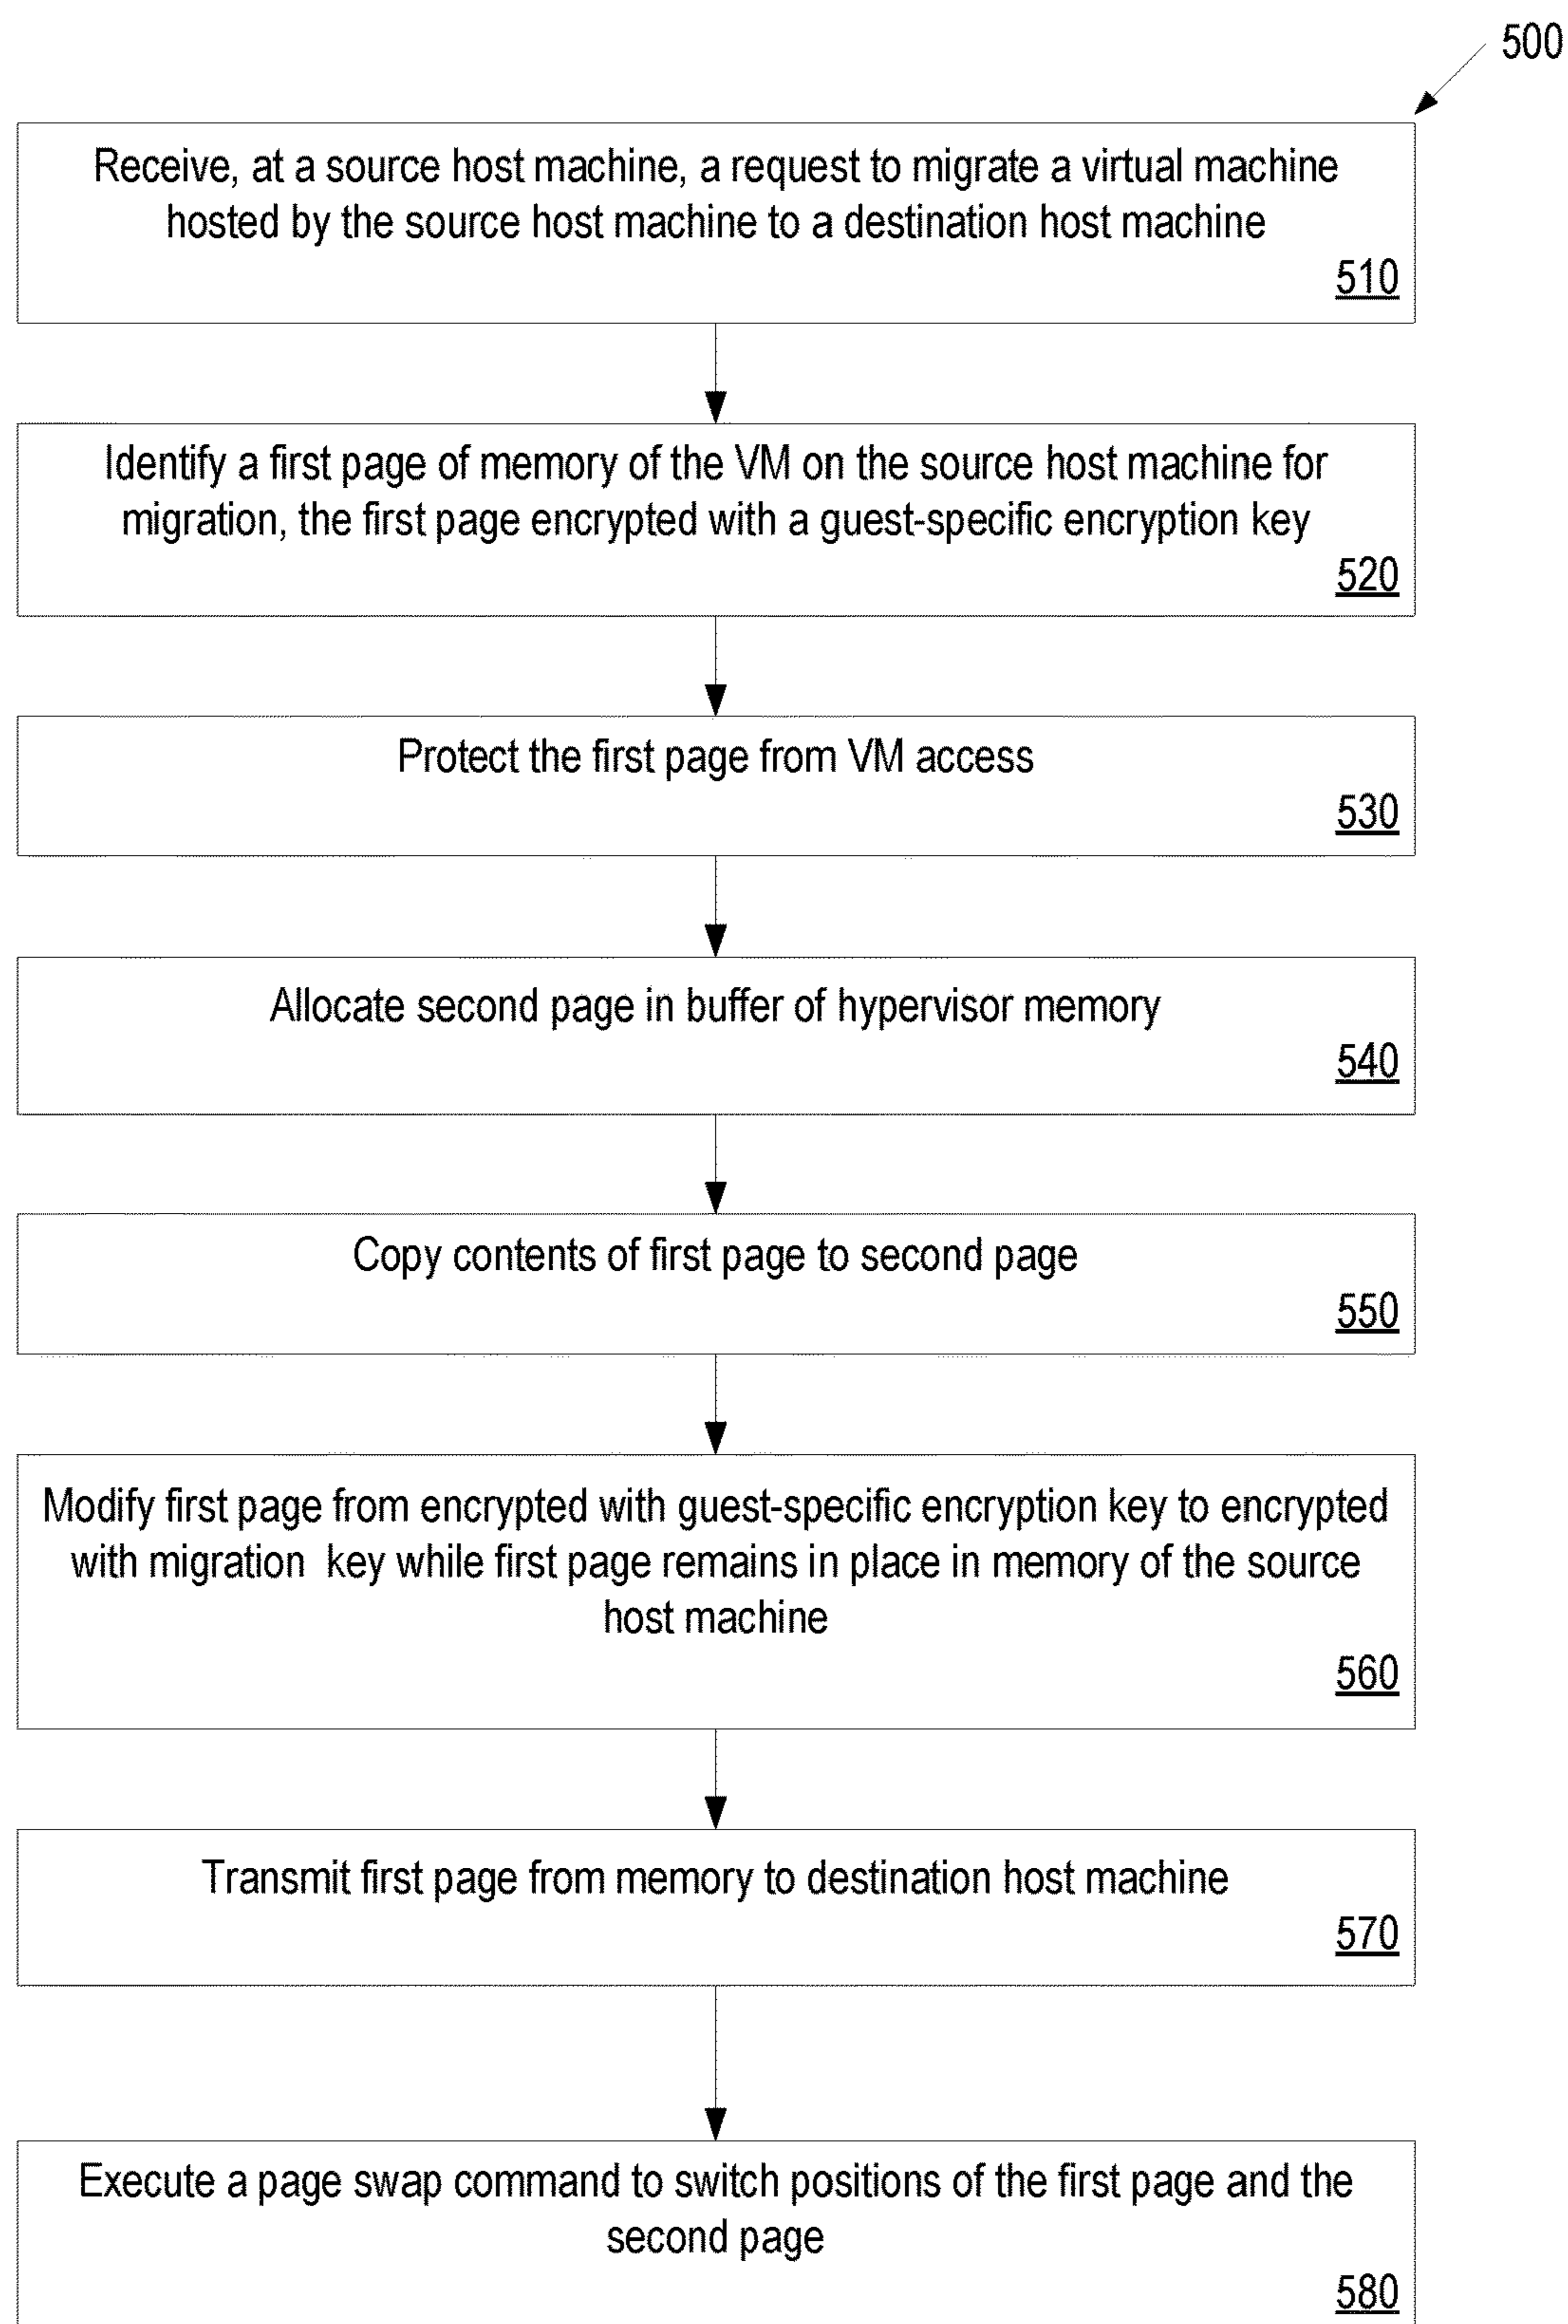 500
Receive, at a source host machine, a request to migrate a virtual machine
hosted by the source host machine to a destination host machine
510
Identify a first page of memory of the VM on the source host machine for
migration, the first page encrypted with a guest-specific encryption key
520
Protect the first page from VM access
530
Allocate second page in buffer of hypervisor memory
540
Copy contents of first page to second page
550
Modify first page from encrypted with guest-specific encryption key to encrypted
with migration key while first page remains in place in memory of the source
host machine
560
Transmit first page from memory to destination host machine
570
Execute a page swap command to switch positions of the first page and the
second page
580